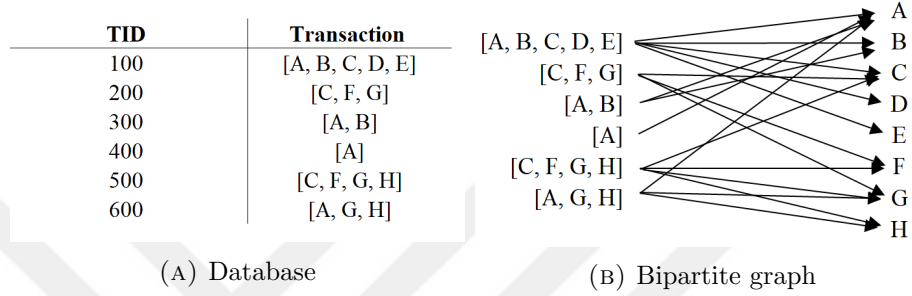 TID Transaction
100 [A, B, C, D, E]
200 [C, F, G]
300 [A, B]
400 [A]
500 [C, F, G, H]
600 [A, G, H]
(A) Database
[A, B, C, D, E]
[C, F, G]
[A, B]
[A]
[C, F, G, H]
[A, G, H]
A
B
C
D
E
F
G
H
(B) Bipartite graph